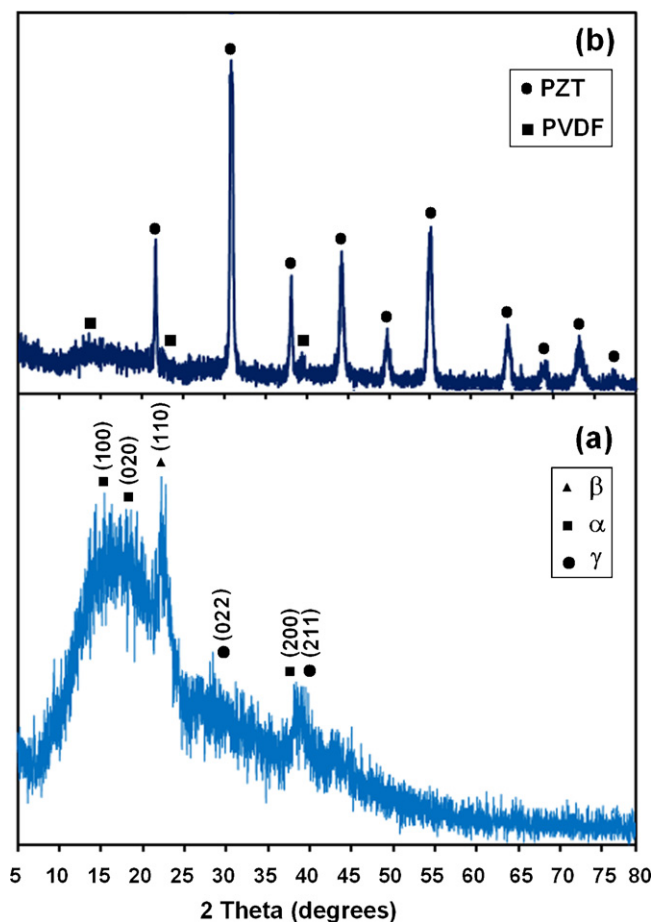 (b)
PZT
PVDF
(a)
(100)
(020)
(110)
β
α
γ
(022)
(200)
(211)
5 10 15 20 25 30 35 40 45 50 55 60 65 70 75 80
2 Theta (degrees)